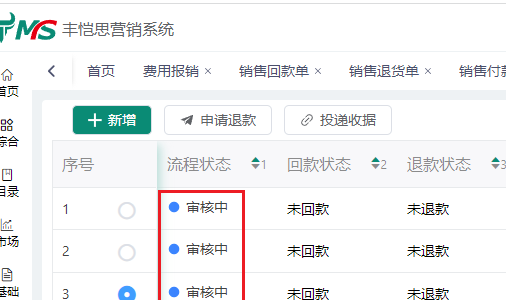 TMS 丰恺思营销系统
首页 首页 费用报销 × 销售回款单 × 销售退货单 × 销售付款
综合 新增 申请退款 投递收据
目录 序号 流程状态 1 回款状态 2 退款状态 3
市场 1 审核中 未回款 未退款
2 审核中 未回款 未退款
基础 3 审核中 未回款 未退款